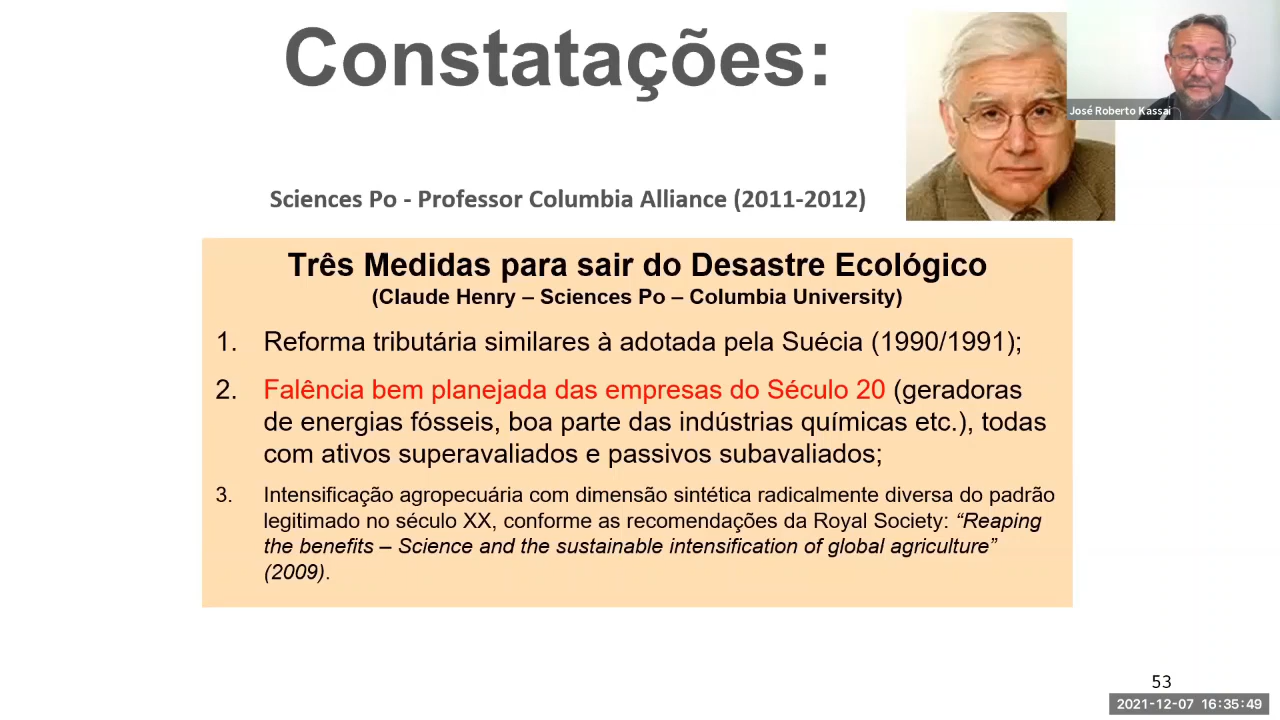 Constatações:
José Roberto Kassai
Sciences Po - Professor Columbia Alliance (2011-2012)
Três Medidas para sair do Desastre Ecológico
(Claude Henry – Sciences Po – Columbia University)
1. Reforma tributária similares à adotada pela Suécia (1990/1991);
2. Falência bem planejada das empresas do Século 20 (geradoras
de energias fósseis, boa parte das indústrias químicas etc.), todas
com ativos superavaliados e passivos subavaliados;
3. Intensificação agropecuária com dimensão sintética radicalmente diversa do padrão
legitimado no século XX, conforme as recomendações da Royal Society: “Reaping
the benefits – Science and the sustainable intensification of global agriculture”
(2009).
53
2021-12-07 16:35:49